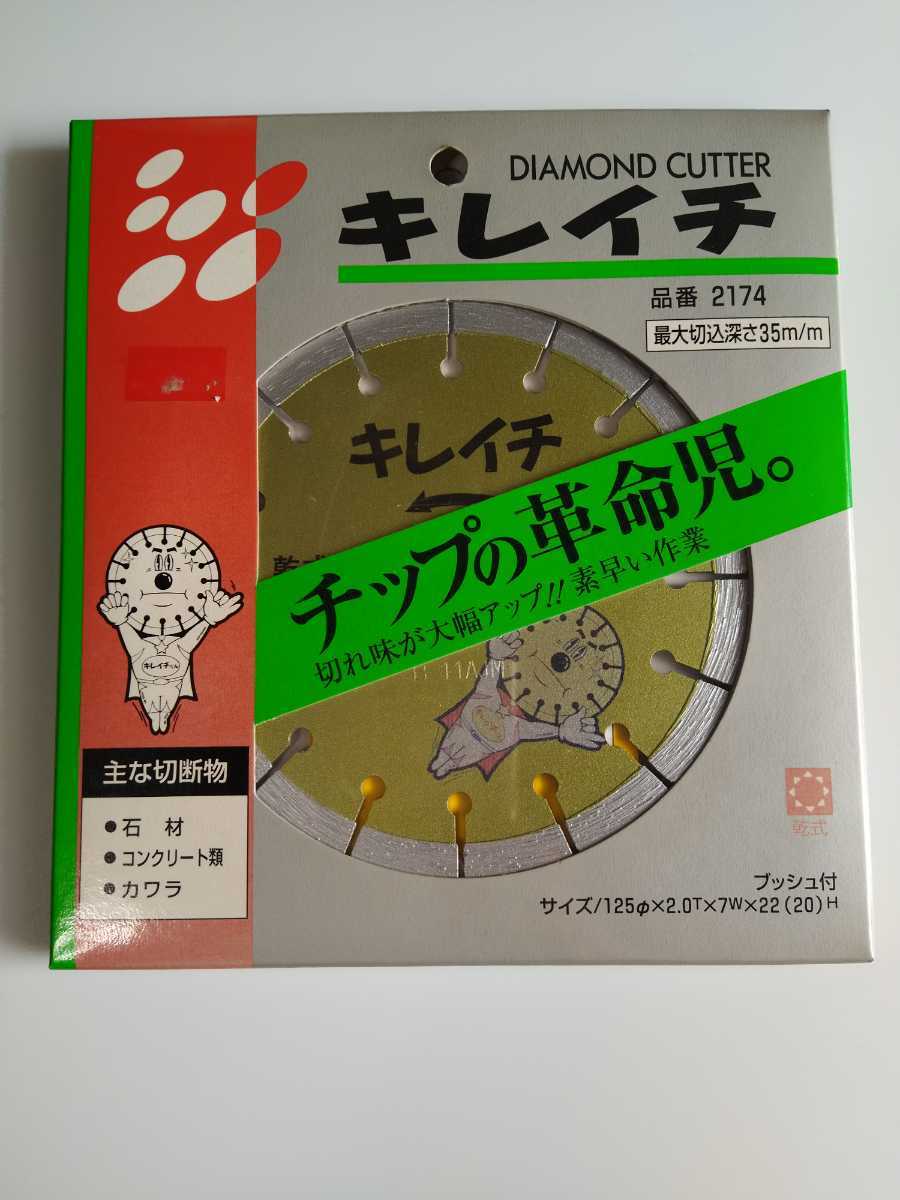 DIAMOND CUTTER
キレイチ
品番 2174
最大切込深さ35m/m
キレイチ
乾式
チップの革命児。
切れ味が大幅アップ!! 素早い作業
キレイチくん
主な切断物
●石 材
●コンクリート類
●カワラ
乾式
ブッシュ付
サイズ/125φ×2.0T×7W×22(20)H